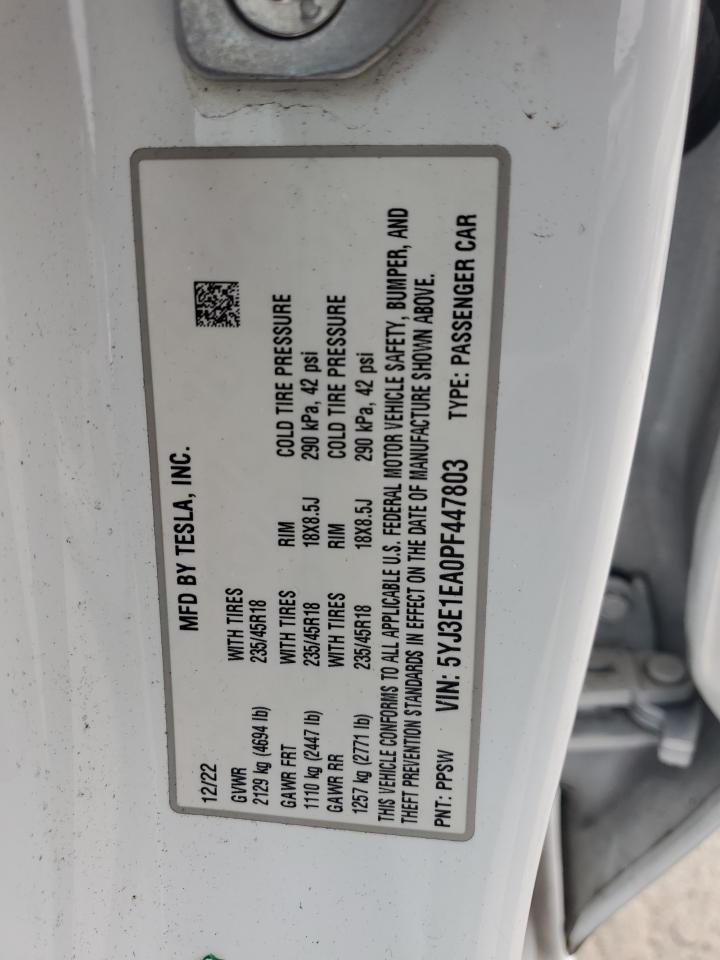 MFD BY TESLA, INC.
12/22
GVWR WITH TIRES
2129 kg (4694 lb) 235/45R18
GAWR FRT WITH TIRES RIM COLD TIRE PRESSURE
1110 kg (2447 lb) 235/45R18 18X8.5J 290 kPa, 42 psi
GAWR RR WITH TIRES RIM COLD TIRE PRESSURE
1257 kg (2771 lb) 235/45R18 18X8.5J 290 kPa, 42 psi
THIS VEHICLE CONFORMS TO ALL APPLICABLE U.S. FEDERAL MOTOR VEHICLE SAFETY, BUMPER, AND
THEFT PREVENTION STANDARDS IN EFFECT ON THE DATE OF MANUFACTURE SHOWN ABOVE.
PNT: PPSW VIN: 5YJ3E1EA0PF447803 TYPE: PASSENGER CAR